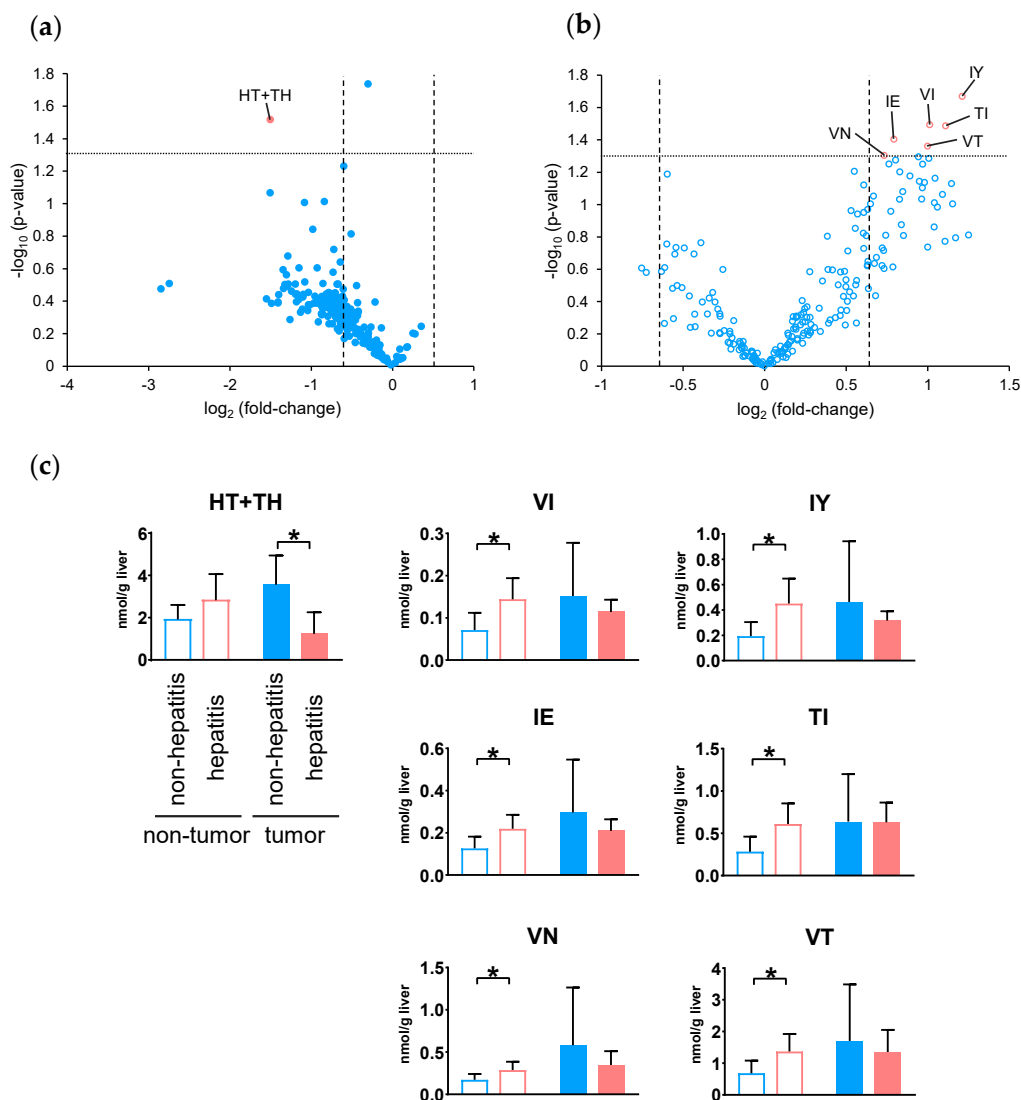 (a)
1.8
1.6
1.4
1.2
1
0.8
0.6
0.4
0.2
0
-log10 (p-value)
HT+TH
-4
-3
-2
-1
0
1
log2 (fold-change)
(b)
1.8
1.6
1.4
1.2
1
0.8
0.6
0.4
0.2
0
-log10 (p-value)
IY
VI
IE
TI
VN
VT
-1
-0.5
0
0.5
1
1.5
log2 (fold-change)
(c)
HT+TH
6
4
2
0
nmol/g liver
*
non-hepatitis
hepatitis
non-hepatitis
hepatitis
non-tumor
tumor
VI
0.3
0.2
0.1
0.0
nmol/g liver
*
IY
1.0
0.8
0.6
0.4
0.2
0.0
nmol/g liver
*
IE
0.6
0.4
0.2
0.0
nmol/g liver
*
TI
1.5
1.0
0.5
0.0
nmol/g liver
*
VN
1.5
1.0
0.5
0.0
nmol/g liver
*
VT
4
3
2
1
0
nmol/g liver
*